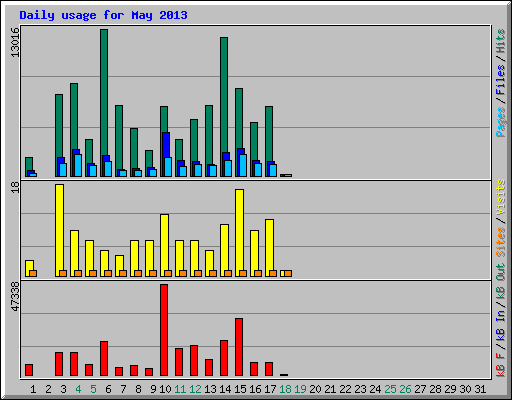 Daily usage for May 2013
13016
Pages / Files / Hits
18
Sites / Visits
47338
kB F / kB In / kB Out
1 2 3 4 5 6 7 8 9 10 11 12 13 14 15 16 17 18 19 20 21 22 23 24 25 26 27 28 29 30 31